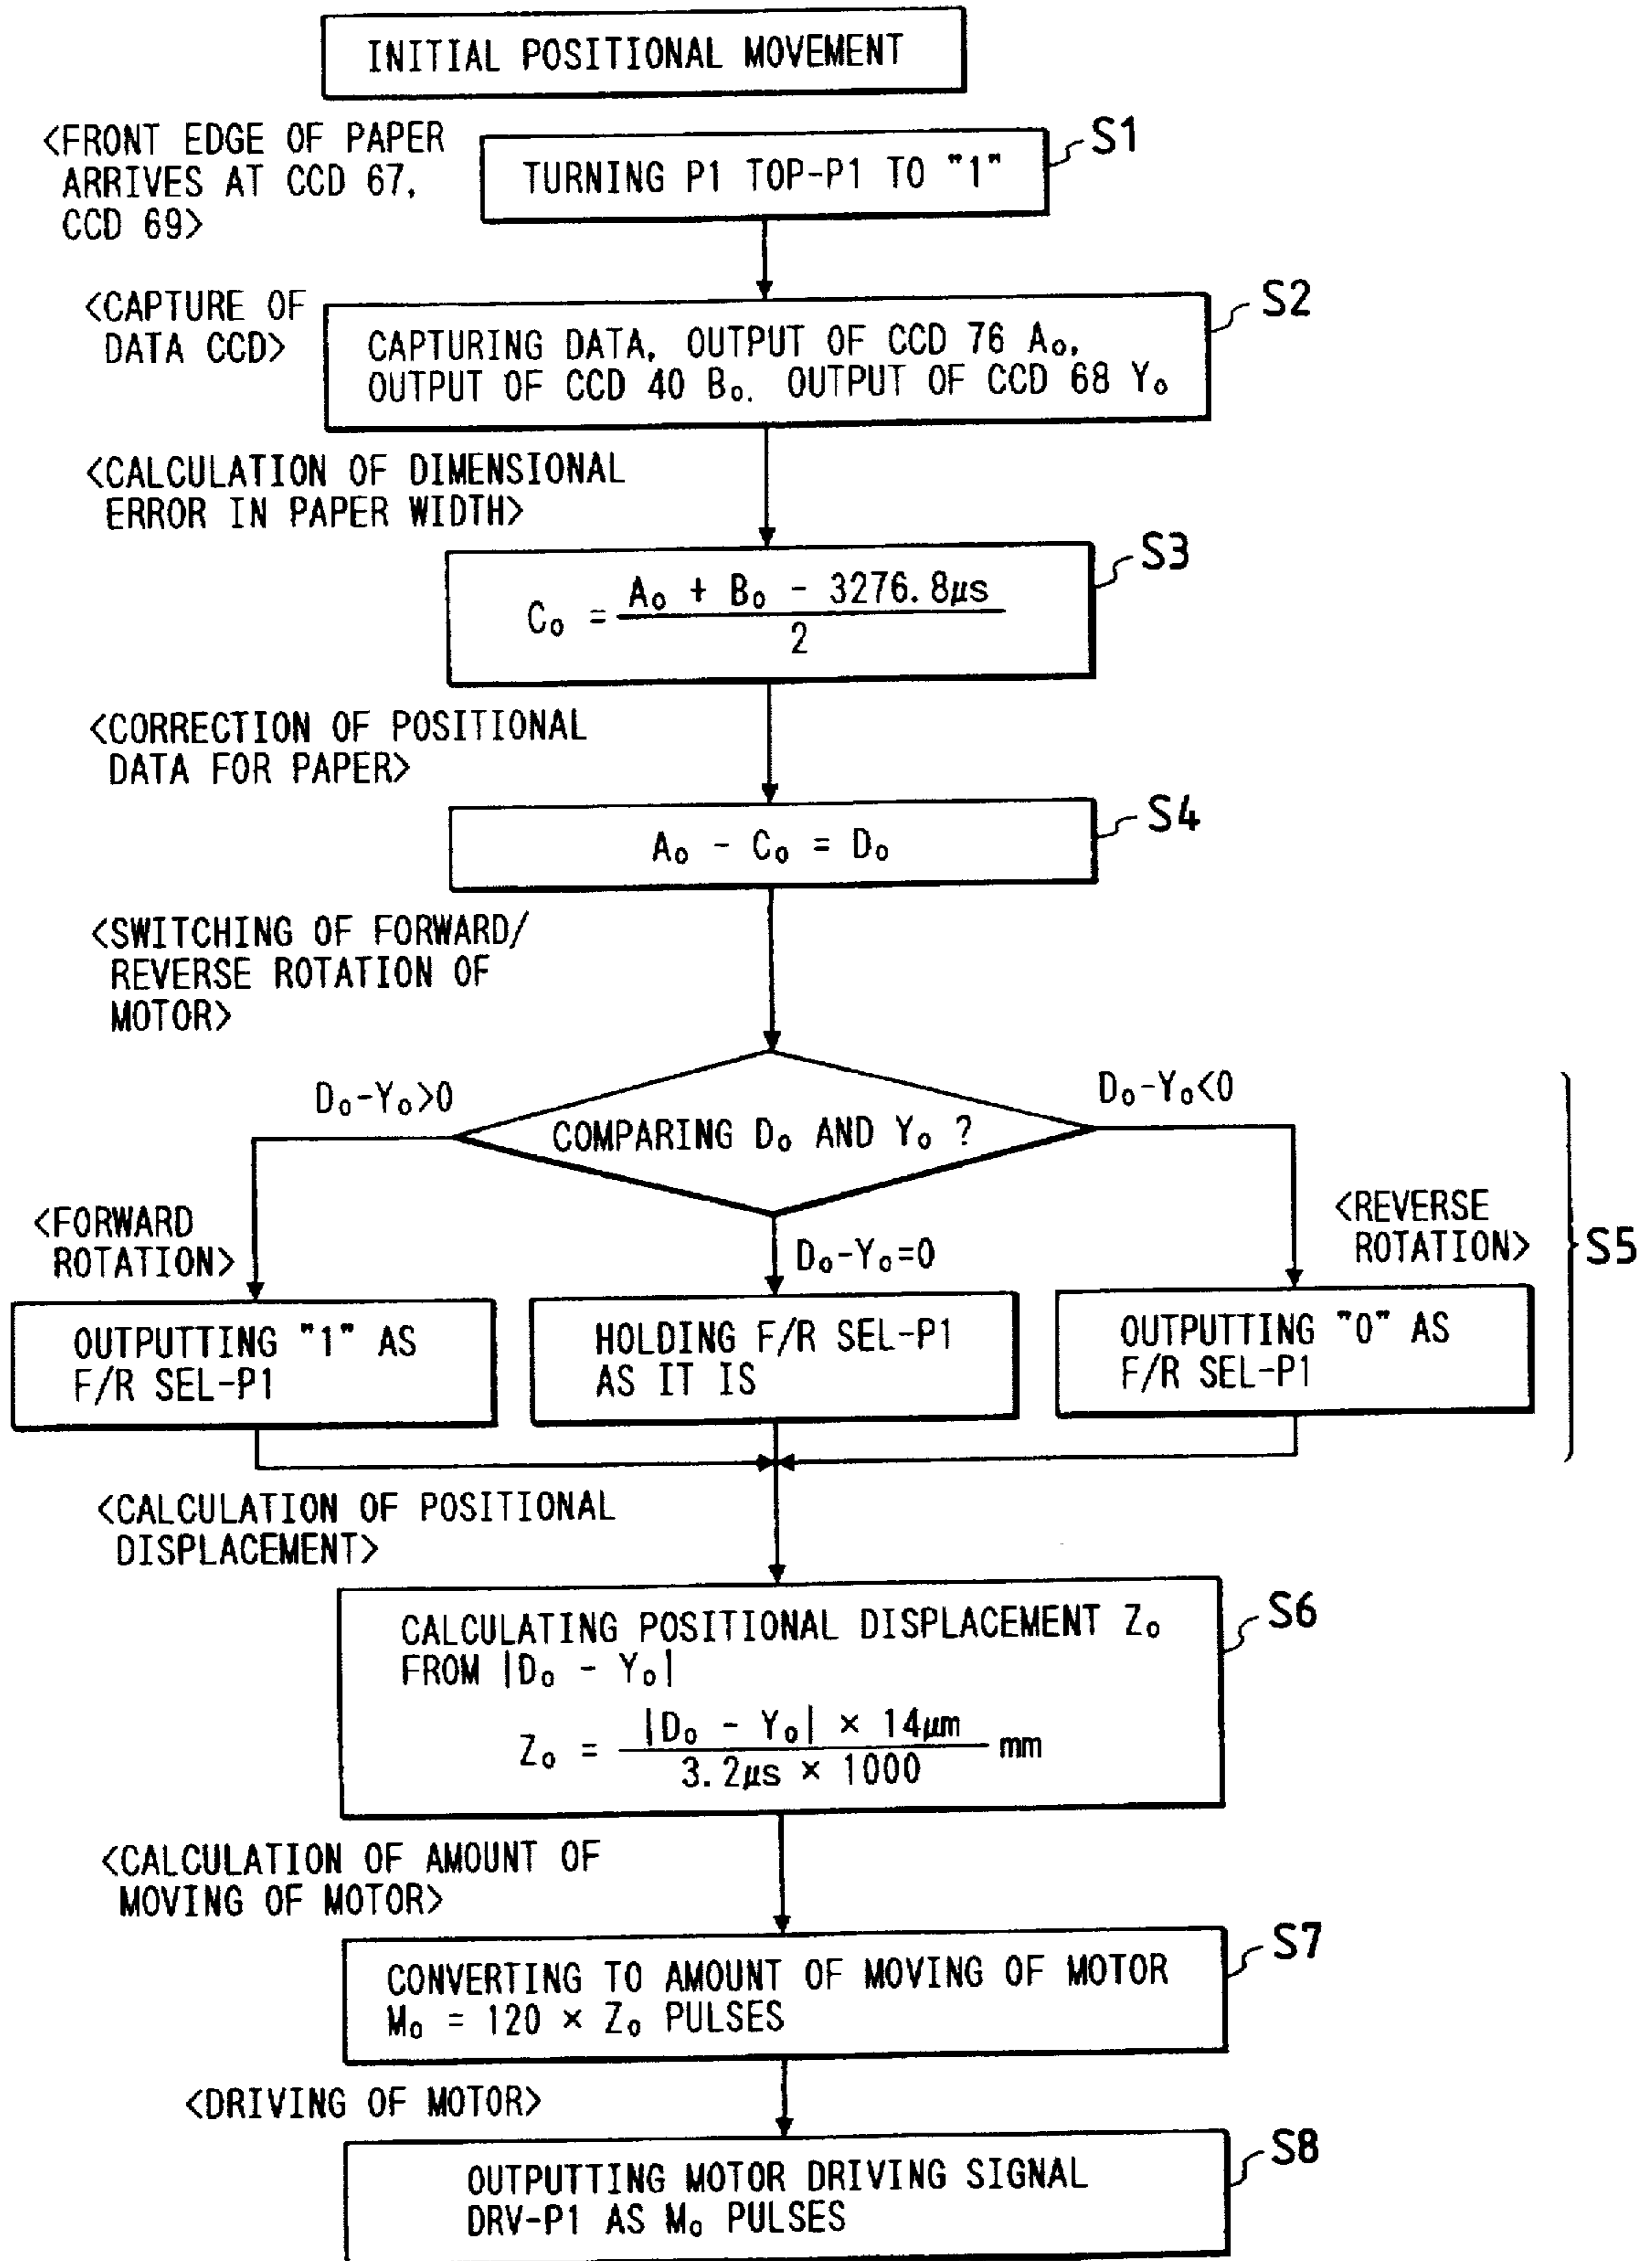 INITIAL POSITIONAL MOVEMENT
<FRONT EDGE OF PAPER
ARRIVES AT CCD 67,
CCD 69>
S1
TURNING P1 TOP-P1 TO "1"
<CAPTURE OF
DATA CCD>
S2
CAPTURING DATA, OUTPUT OF CCD 76 A₀,
OUTPUT OF CCD 40 B₀, OUTPUT OF CCD 68 Y₀
<CALCULATION OF DIMENSIONAL
ERROR IN PAPER WIDTH>
S3
C₀ = A₀ + B₀ - 3276.8μs
2
<CORRECTION OF POSITIONAL
DATA FOR PAPER>
S4
A₀ - C₀ = D₀
<SWITCHING OF FORWARD/
REVERSE ROTATION OF
MOTOR>
D₀-Y₀>0
D₀-Y₀<0
COMPARING D₀ AND Y₀ ?
<FORWARD
ROTATION>
D₀-Y₀=0
<REVERSE
ROTATION>
S5
OUTPUTTING "1" AS
F/R SEL-P1
HOLDING F/R SEL-P1
AS IT IS
OUTPUTTING "0" AS
F/R SEL-P1
<CALCULATION OF POSITIONAL
DISPLACEMENT>
S6
CALCULATING POSITIONAL DISPLACEMENT Z₀
FROM |D₀ - Y₀|
Z₀ = |D₀ - Y₀| × 14μm
3.2μs × 1000
mm
<CALCULATION OF AMOUNT OF
MOVING OF MOTOR>
S7
CONVERTING TO AMOUNT OF MOVING OF MOTOR
M₀ = 120 × Z₀ PULSES
<DRIVING OF MOTOR>
S8
OUTPUTTING MOTOR DRIVING SIGNAL
DRV-P1 AS M₀ PULSES